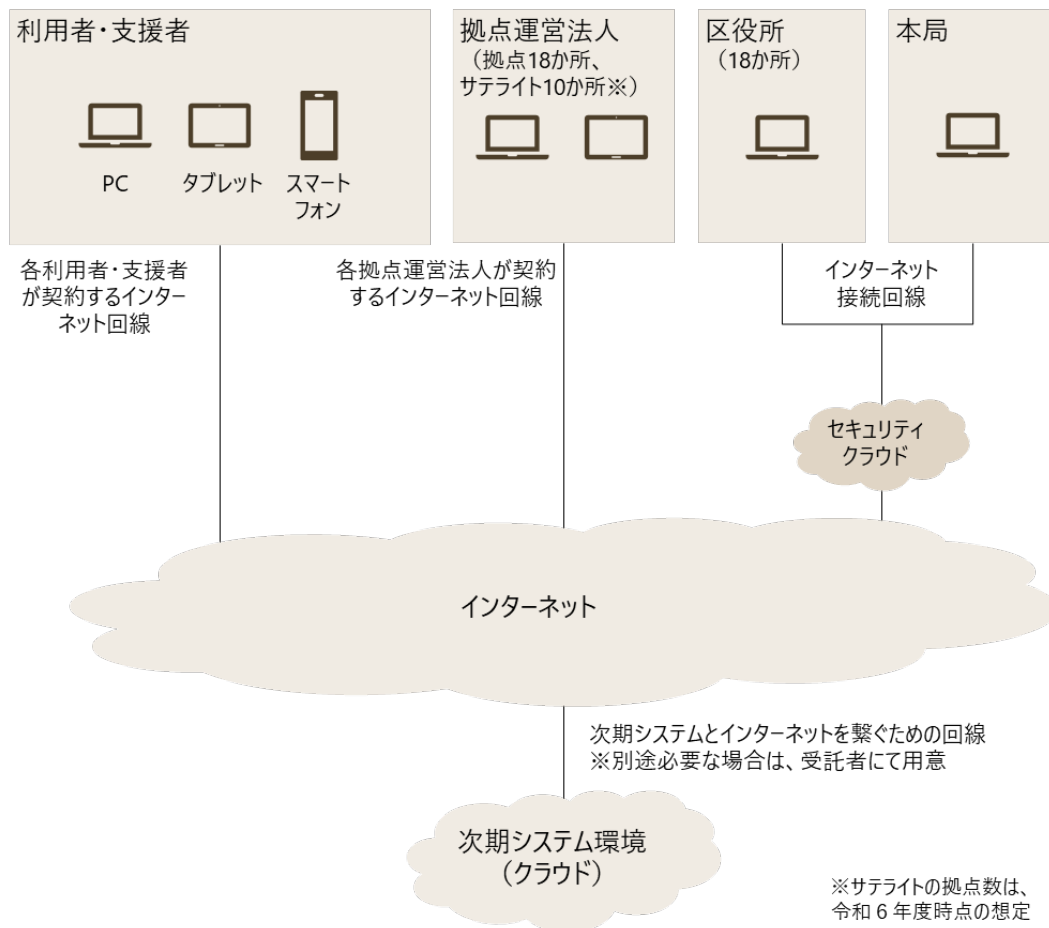 利用者・支援者
PC
タブレット
スマート
フォン
拠点運営法人
（拠点18か所、
サテライト10か所※）
区役所
（18か所）
本局
各利用者・支援者
が契約するインター
ネット回線
各拠点運営法人が契約
するインターネット回線
インターネット
接続回線
セキュリティ
クラウド
インターネット
次期システムとインターネットを繋ぐための回線
※別途必要な場合は、受託者にて用意
次期システム環境
（クラウド）
※サテライトの拠点数は、
令和６年度時点の想定